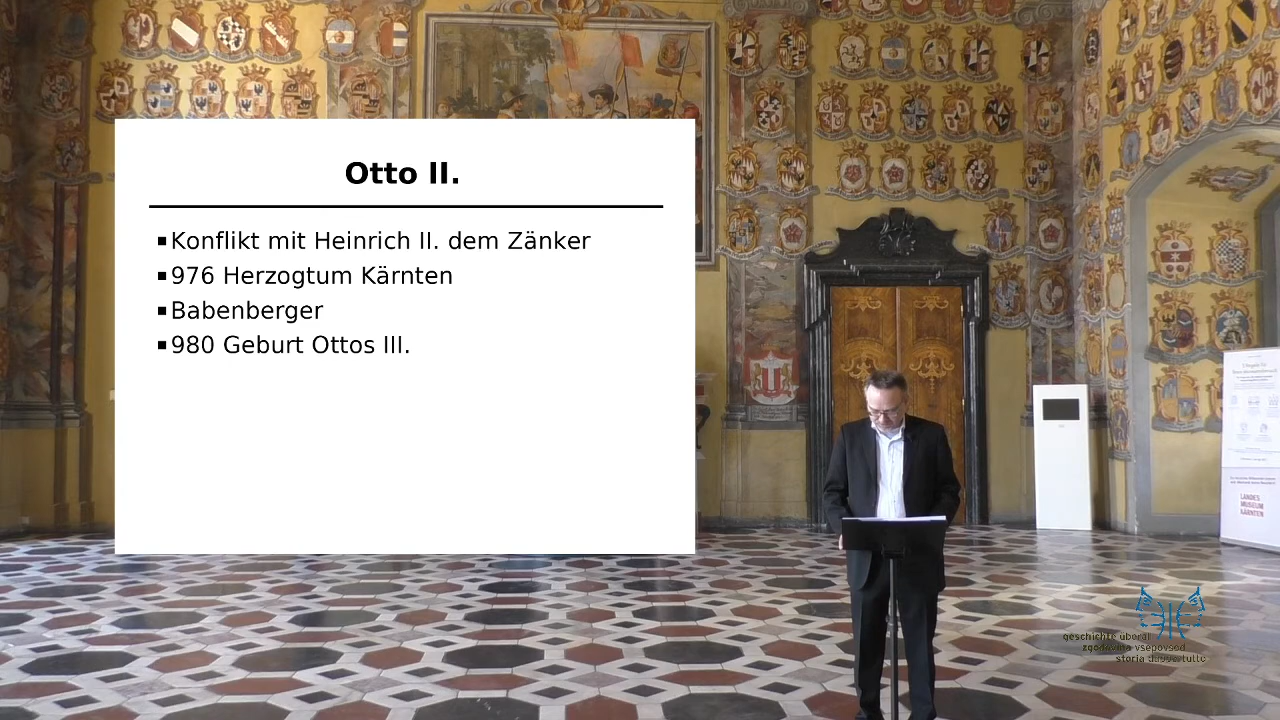 Otto II.
▪Konflikt mit Heinrich II. dem Zänker
▪976 Herzogtum Kärnten
▪Babenberger
▪980 Geburt Ottos III.
LANDES
MUSEUM
KÄRNTEN
geschichte überall
zgodovina vsepovsod
storia dappertutto